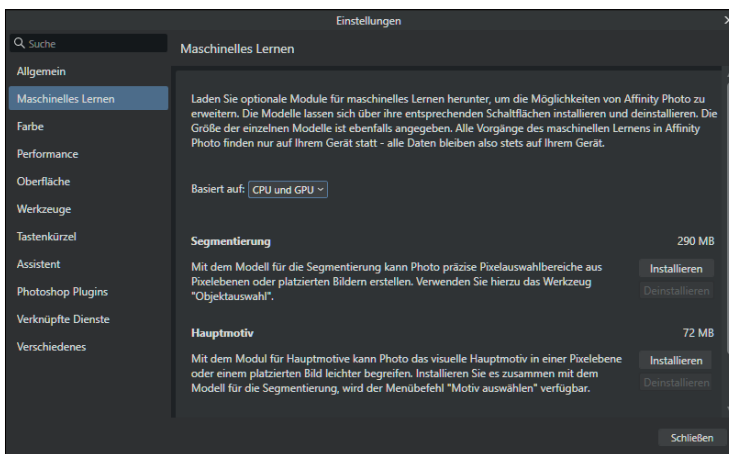 Einstellungen
Suche
Allgemein
Maschinelles Lernen
Farbe
Performance
Oberfläche
Werkzeuge
Tastenkürzel
Assistent
Photoshop Plugins
Verknüpfte Dienste
Verschiedenes
Maschinelles Lernen
Laden Sie optionale Module für maschinelles Lernen herunter, um die Möglichkeiten von Affinity Photo zu
erweitern. Die Modelle lassen sich über ihre entsprechenden Schaltflächen installieren und deinstallieren. Die
Größe der einzelnen Modelle ist ebenfalls angegeben. Alle Vorgänge des maschinellen Lernens in Affinity
Photo finden nur auf Ihrem Gerät statt - alle Daten bleiben also stets auf Ihrem Gerät.
Basiert auf: CPU und GPU
Segmentierung 290 MB
Mit dem Modell für die Segmentierung kann Photo präzise Pixelauswahlbereiche aus
Pixelebenen oder platzierten Bildern erstellen. Verwenden Sie hierzu das Werkzeug
"Objektauswahl".
Installieren
Deinstallieren
Hauptmotiv 72 MB
Mit dem Modul für Hauptmotive kann Photo das visuelle Hauptmotiv in einer Pixelebene
oder einem platzierten Bild leichter begreifen. Installieren Sie es zusammen mit dem
Modell für die Segmentierung, wird der Menübefehl "Motiv auswählen" verfügbar.
Installieren
Deinstallieren
Schließen